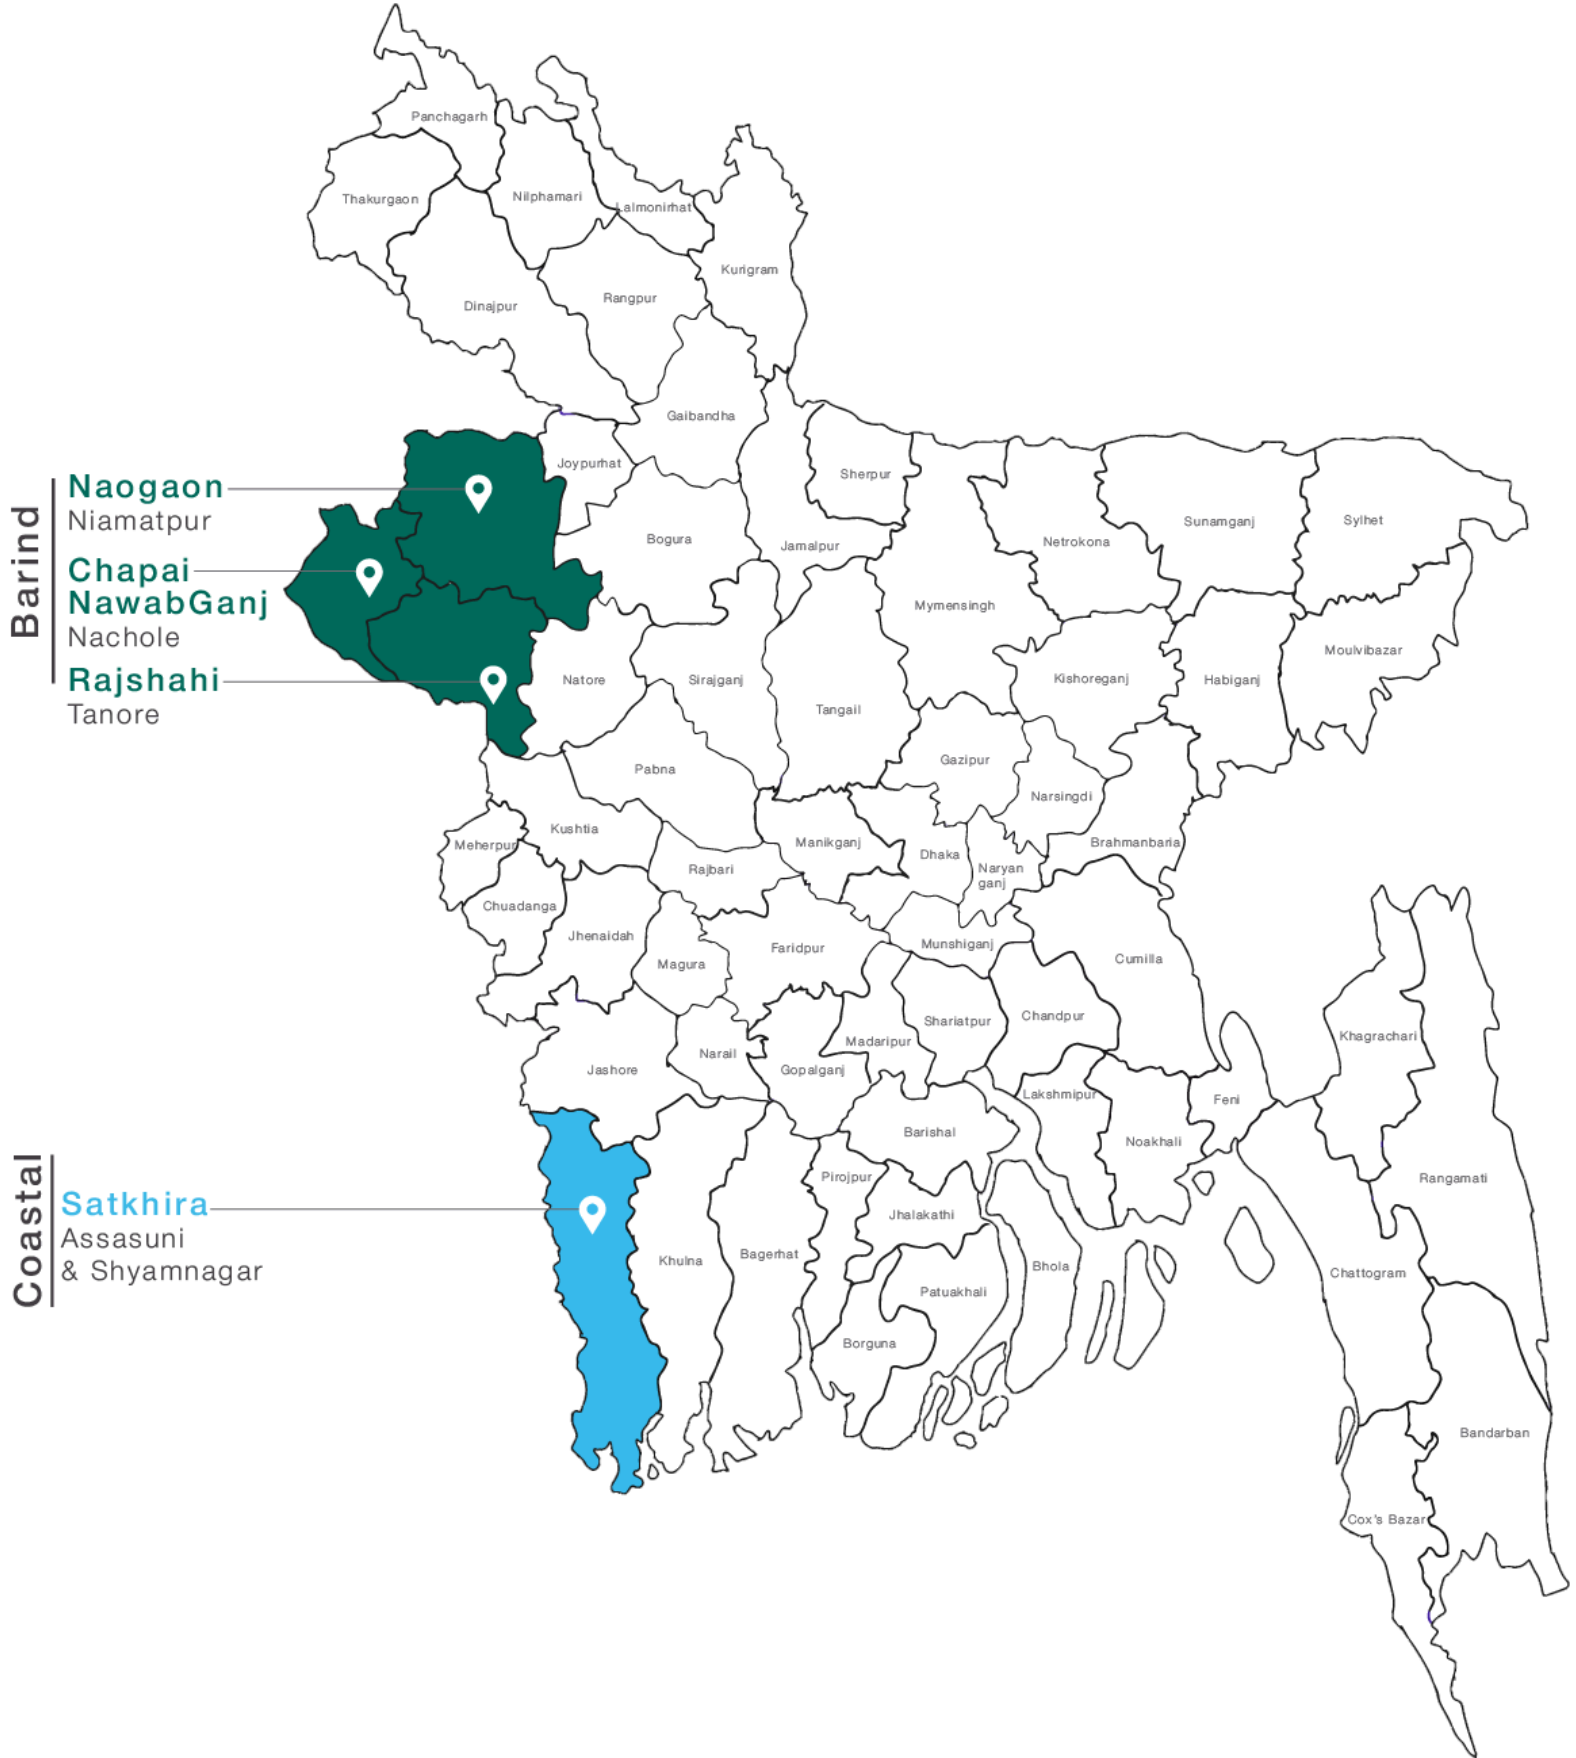 Barind
Naogaon
Niamatpur
Chapai
NawabGanj
Nachole
Rajshahi
Tanore
Coastal
Satkhira
Assasuni
& Shyamnagar
Panchagarh
Thakurgaon
Nilphamari
Lalmonirhat
Kurigram
Dinajpur
Rangpur
Gaibandha
Joypurhat
Sherpur
Bogura
Jamalpur
Netrokona
Sunamganj
Sylhet
Mymensingh
Natore
Sirajganj
Tangail
Kishoreganj
Habiganj
Moulvibazar
Pabna
Gazipur
Narsingdi
Kushtia
Meherpur
Manikganj
Dhaka
Naryan
ganj
Brahmanbaria
Rajbari
Chuadanga
Jhenaidah
Magura
Faridpur
Munshiganj
Cumilla
Shariatpur
Chandpur
Madaripur
Khagrachari
Narail
Jashore
Gopalganj
Lakshmipur
Feni
Barishal
Noakhali
Pirojpur
Rangamati
Jhalakathi
Khulna
Bagerhat
Bhola
Patuakhali
Chattogram
Borguna
Bandarban
Cox's Bazar